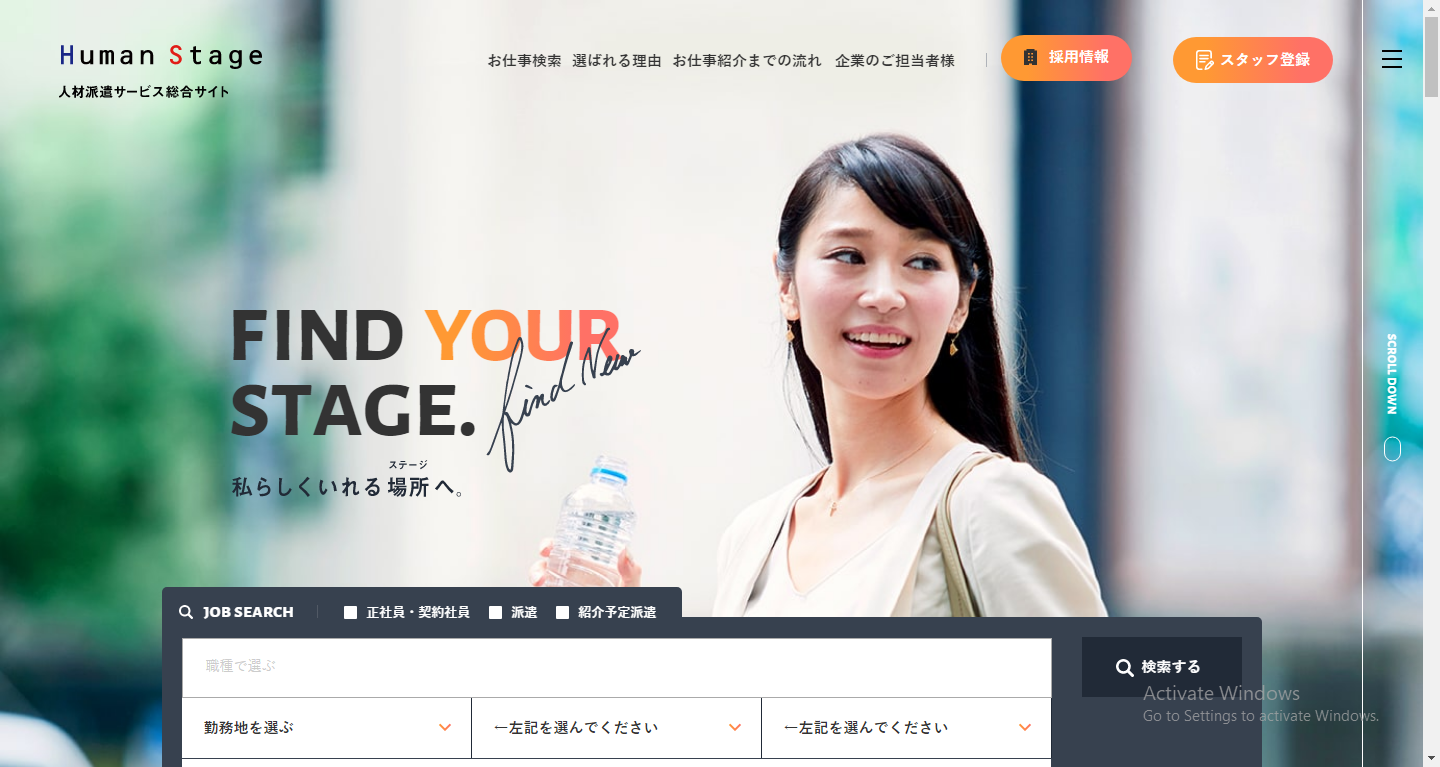 Human Stage
人材派遣サービス総合サイト
お仕事検索 選ばれる理由 お仕事紹介までの流れ 企業のご担当者様
採用情報
スタッフ登録
FIND YOUR
STAGE.
find New
ステージ
私らしくいれる場所へ。
SCROLL DOWN
JOB SEARCH
正社員・契約社員 派遣 紹介予定派遣
職種で選ぶ
検索する
勤務地を選ぶ ←左記を選んでください ←左記を選んでください
Activate Windows
Go to Settings to activate Windows.